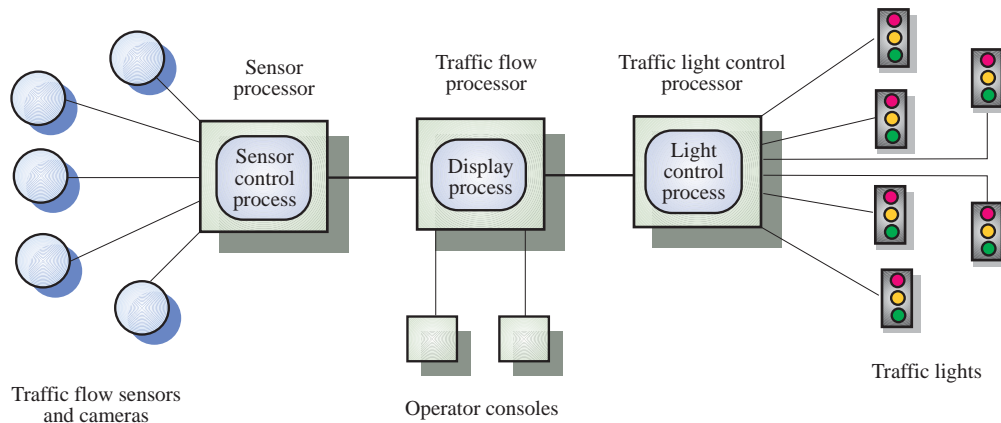 Sensor
processor
Traffic flow
processor
Traffic light control
processor
Sensor
control
process
Display
process
Light
control
process
Traffic flow sensors
and cameras
Operator consoles
Traffic lights